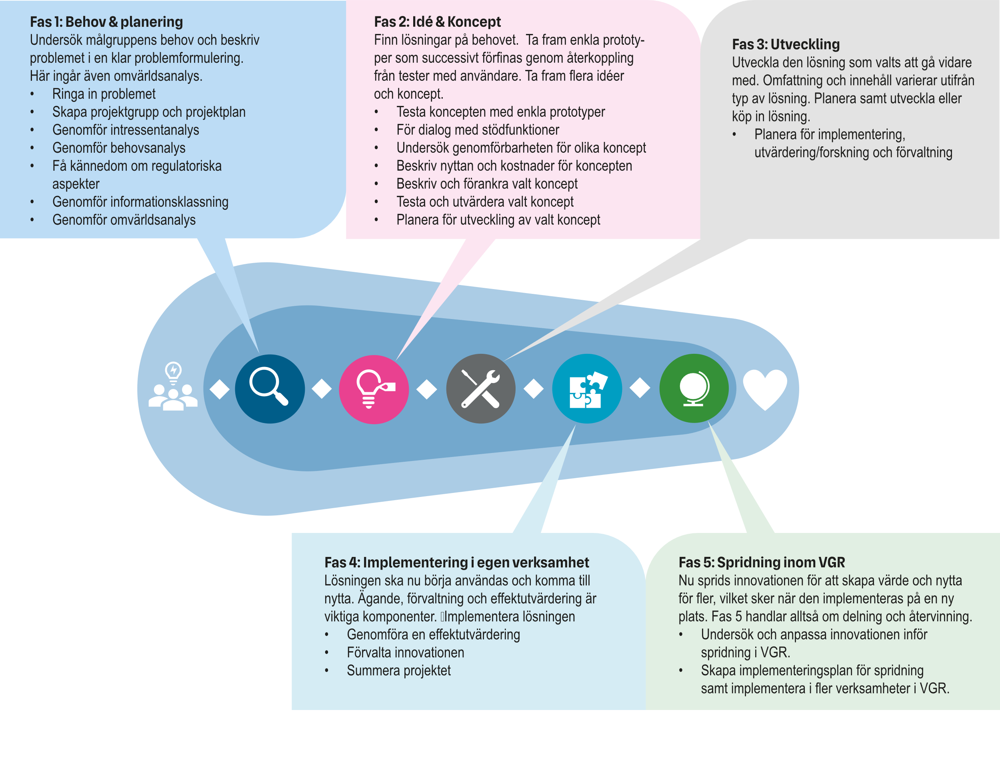 Fas 1: Behov & planering
Undersök målgruppens behov och beskriv
problemet i en klar problemformulering.
Här ingår även omvärldsanalys.
• Ringa in problemet
• Skapa projektgrupp och projektplan
• Genomför intressentanalys
• Genomför behovsanalys
• Få kännedom om regulatoriska
aspekter
• Genomför informationsklassning
• Genomför omvärldsanalys
Fas 2: Idé & Koncept
Finn lösningar på behovet.  Ta fram enkla prototy-
per som successivt förfinas genom återkoppling
från tester med användare. Ta fram flera idéer
och koncept.
• Testa koncepten med enkla prototyper
• För dialog med stödfunktioner
• Undersök genomförbarheten för olika koncept
• Beskriv nyttan och kostnader för koncepten
• Beskriv och förankra valt koncept
• Testa och utvärdera valt koncept
• Planera för utveckling av valt koncept
Fas 3: Utveckling
Utveckla den lösning som valts att gå vidare
med. Omfattning och innehåll varierar utifrån
typ av lösning. Planera samt utveckla eller
köp in lösning.
• Planera för implementering,
utvärdering/forskning och förvaltning
Fas 4: Implementering i egen verksamhet
Lösningen ska nu börja användas och komma till
nytta. Ägande, förvaltning och effektutvärdering är
viktiga komponenter. Implementera lösningen
• Genomföra en effektutvärdering
• Förvalta innovationen
• Summera projektet
Fas 5: Spridning inom VGR
Nu sprids innovationen för att skapa värde och nytta
för fler, vilket sker när den implementeras på en ny
plats. Fas 5 handlar alltså om delning och återvinning.
• Undersök och anpassa innovationen inför
spridning i VGR.
• Skapa implementeringsplan för spridning
samt implementera i fler verksamheter i VGR.